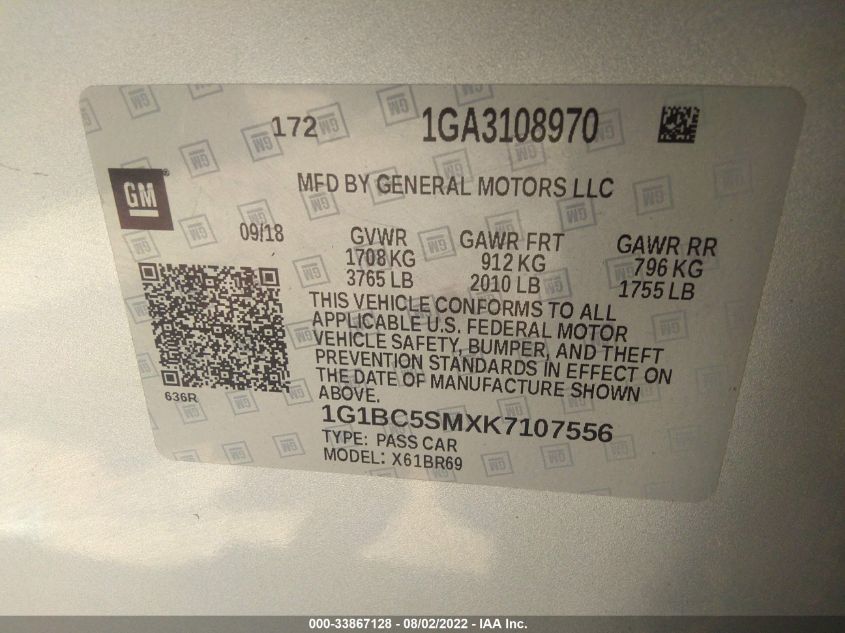 172
1GA3108970
GM
MFD BY GENERAL MOTORS LLC
09/18
GVWR GAWR FRT GAWR RR
1708 KG 912 KG 796 KG
3765 LB 2010 LB 1755 LB
THIS VEHICLE CONFORMS TO ALL
APPLICABLE U.S. FEDERAL MOTOR
VEHICLE SAFETY, BUMPER, AND THEFT
PREVENTION STANDARDS IN EFFECT ON
THE DATE OF MANUFACTURE SHOWN
ABOVE.
636R
1G1BC5SMXK7107556
TYPE: PASS CAR
MODEL: X61BR69
000-33867128 - 08/02/2022 - IAA Inc.